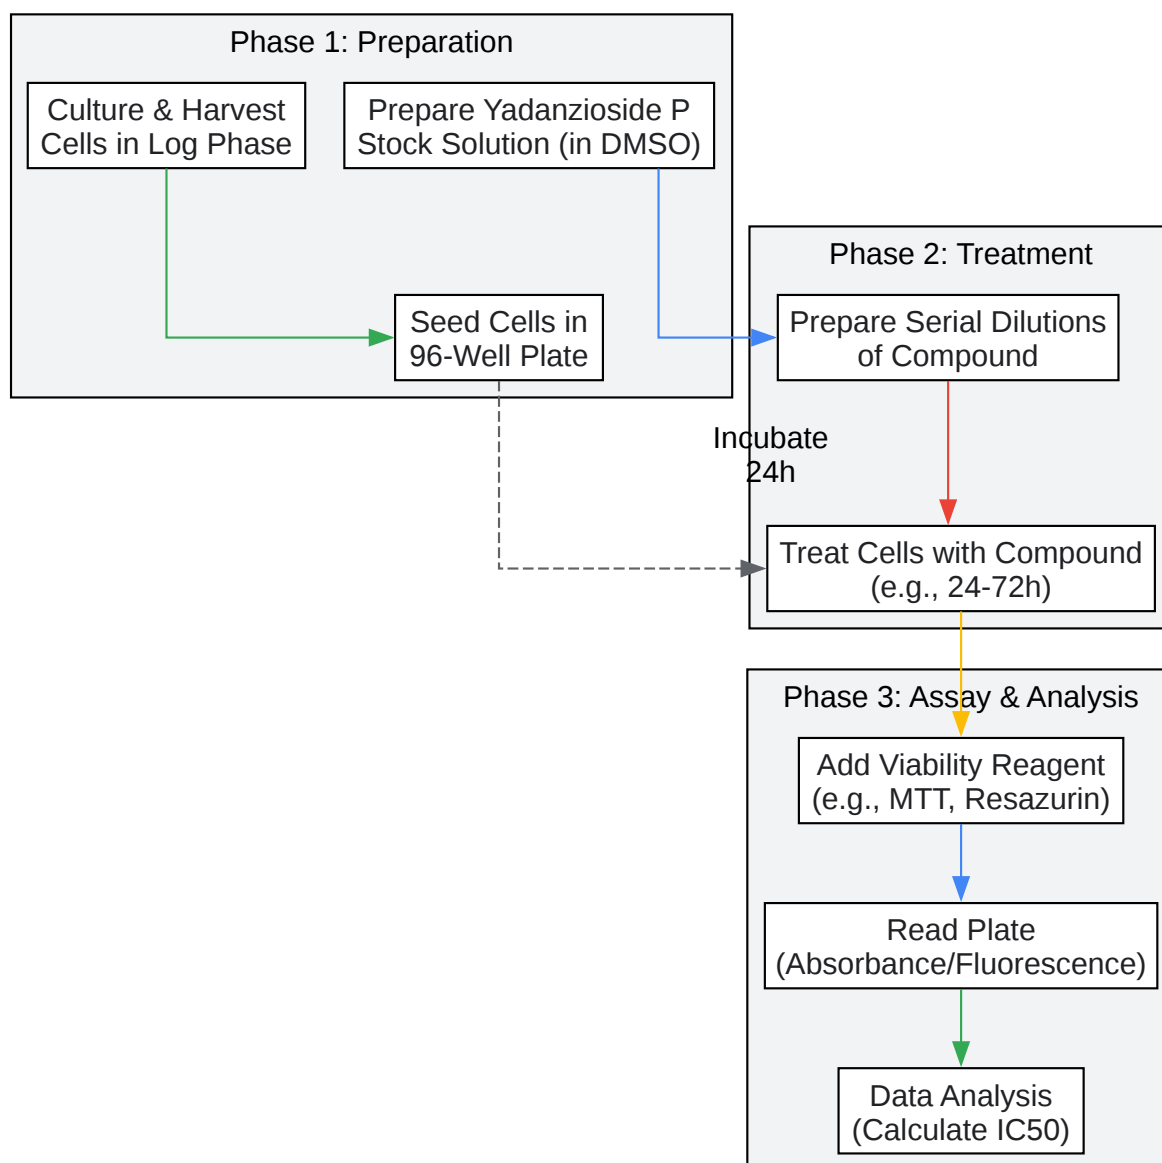 Phase 1: Preparation
Culture & Harvest
Cells in Log Phase
Prepare Yadanzioside P
Stock Solution (in DMSO)
Seed Cells in
96-Well Plate
Phase 2: Treatment
Prepare Serial Dilutions
of Compound
Incubate
24h
Treat Cells with Compound
(e.g., 24-72h)
Phase 3: Assay & Analysis
Add Viability Reagent
(e.g., MTT, Resazurin)
Read Plate
(Absorbance/Fluorescence)
Data Analysis
(Calculate IC50)